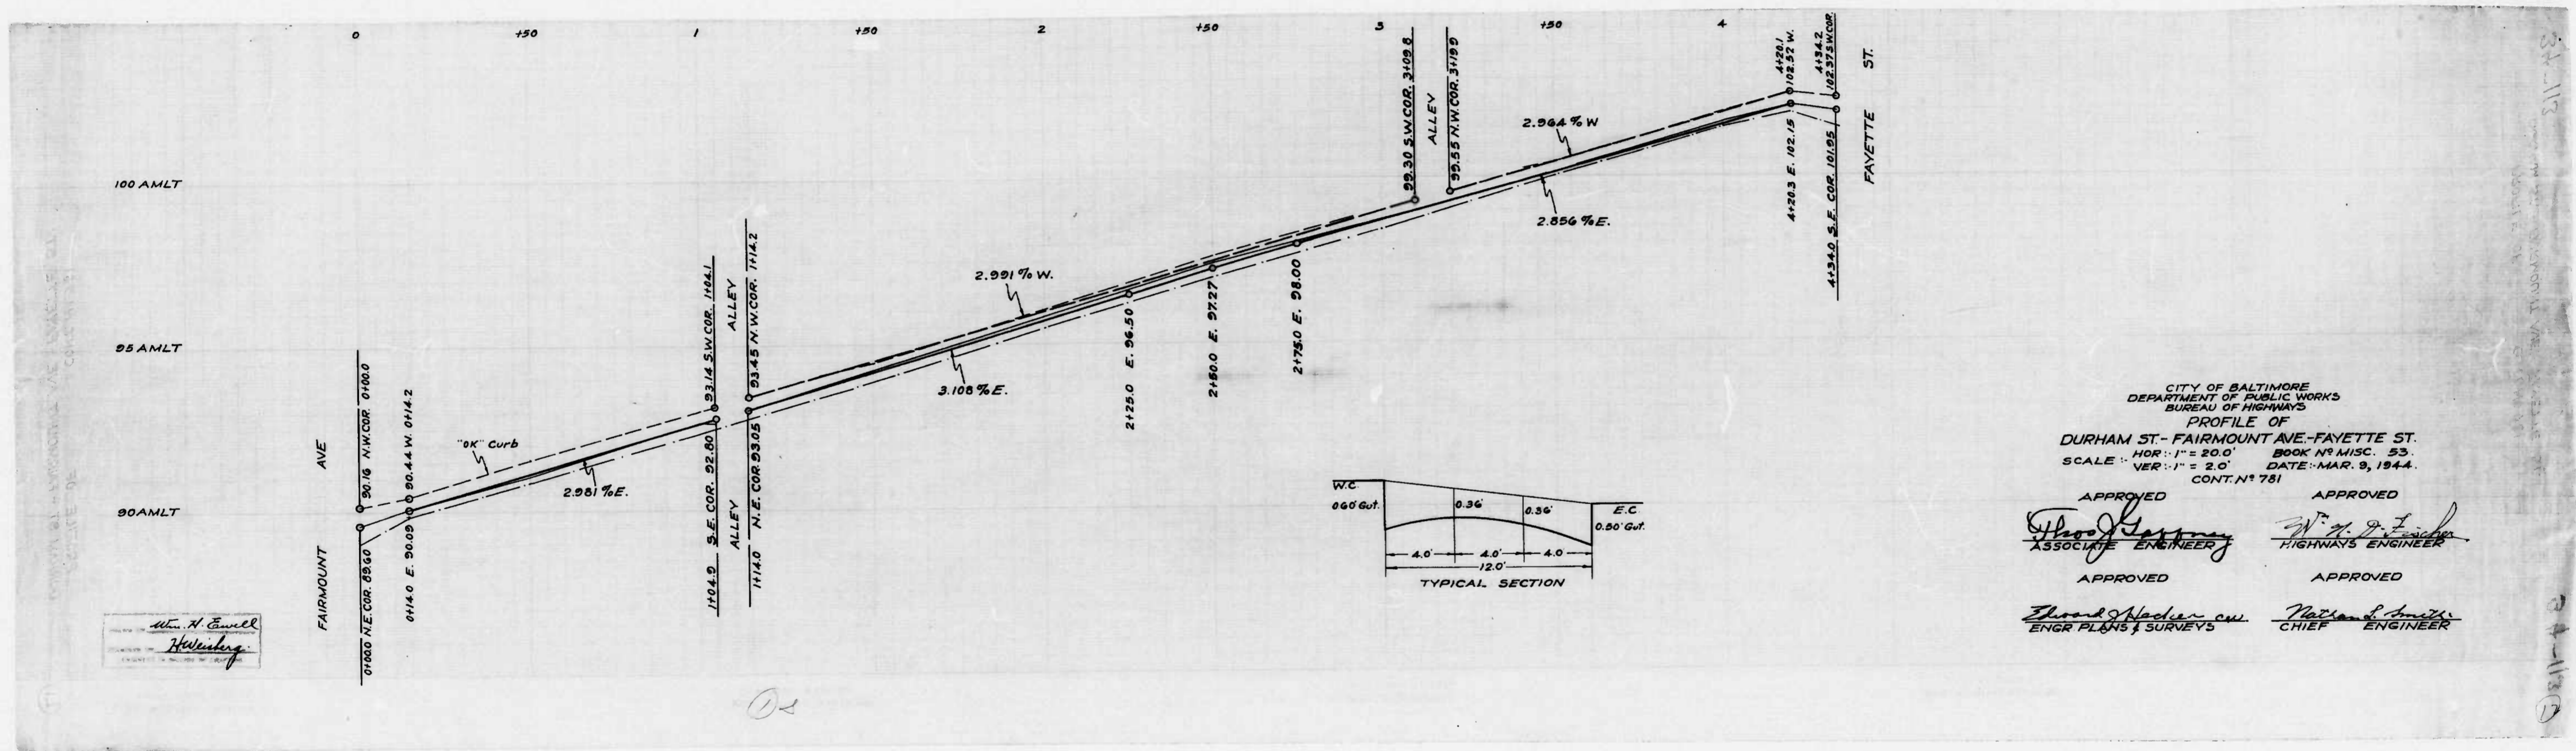 0 +50 1 +50 2 +50 3 +50 4
100 AMLT
95 AMLT
90 AMLT
FAIRMOUNT AVE
90.16 N.W.COR. 0+00.0
0+00.0 N.E.COR. 89.60
90.44 W. 0+14.2
0+14.0 E. 90.09
"OK" Curb
2.981 % E.
93.14 S.W.COR. 1+04.1
1+04.9 S.E. COR. 92.80
ALLEY
ALLEY
93.45 N.W.COR. 1+14.2
1+14.0 N.E. COR. 93.05
2.991 % W.
3.108 % E.
2+25.0 E. 96.50
2+50.0 E. 97.27
2+75.0 E. 98.00
99.30 S.W.COR. 3+09.8
ALLEY
99.55 N.W.COR. 3+19.9
2.964 % W
2.856 % E.
4+20.1
102.52 W.
4+20.3 E. 102.15
4+34.2
102.37 S.W.COR.
4+34.0 S.E. COR. 101.95
FAYETTE ST.
W.C.
0.60' Gut.
0.36'
0.36'
E.C.
0.50' Gut.
4.0' 4.0' 4.0
12.0'
TYPICAL SECTION
CITY OF BALTIMORE
DEPARTMENT OF PUBLIC WORKS
BUREAU OF HIGHWAYS
PROFILE OF
DURHAM ST.- FAIRMOUNT AVE.-FAYETTE ST.
SCALE:- HOR:-1" = 20.0' BOOK Nº MISC. 53.
VER:-1" = 2.0' DATE:-MAR. 9, 1944.
CONT. Nº 781
APPROVED APPROVED
Thos J Gaffney Wm. N. D. Fischer
ASSOCIATE ENGINEER HIGHWAYS ENGINEER
APPROVED APPROVED
Edward J Hecker Nathan L. Smith
ENGR PLANS & SURVEYS CHIEF ENGINEER
Wm. H. Ewell
H Weisberg.